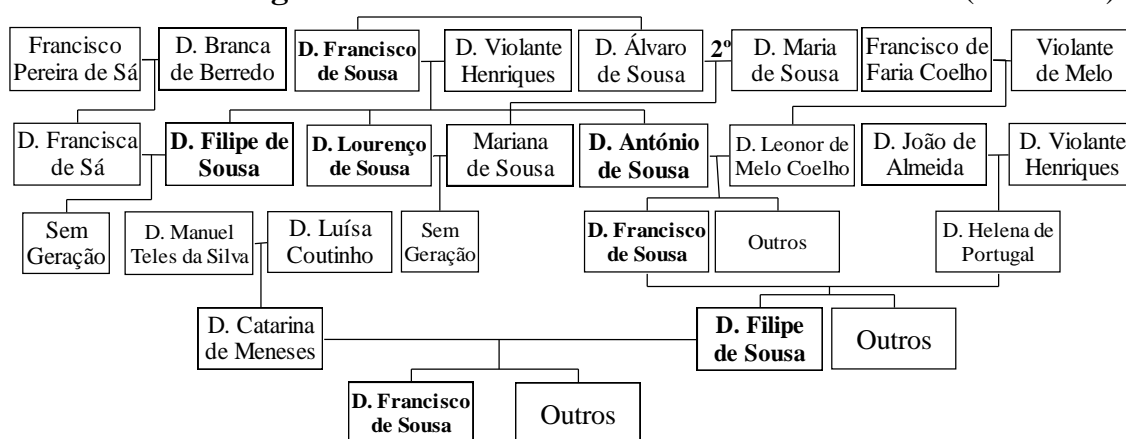 Francisco
Pereira de Sá
D. Branca
de Berredo
D. Francisco
de Sousa
D. Violante
Henriques
D. Álvaro
de Sousa
2º
D. Maria
de Sousa
Francisco de
Faria Coelho
Violante
de Melo
D. Francisca
de Sá
D. Filipe de
Sousa
D. Lourenço
de Sousa
Mariana
de Sousa
D. António
de Sousa
D. Leonor de
Melo Coelho
D. João de
Almeida
D. Violante
Henriques
Sem
Geração
D. Manuel
Teles da Silva
D. Luísa
Coutinho
Sem
Geração
D. Francisco
de Sousa
Outros
D. Helena de
Portugal
D. Catarina
de Meneses
D. Filipe
de Sousa
Outros
D. Francisco
de Sousa
Outros